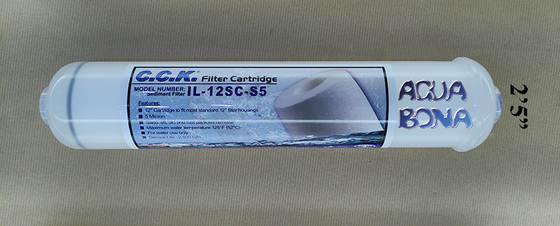 C.C.K. Filter Cartridge
MODEL NUMBER: IL-12SC-S5
Sediment Filter
Features:
12" Cartridge to fit most standard 12" filter housings
5 Micron
Maximum water temperature: 125°F (52°C)
For water use only
AQUA
BONA
2'5"